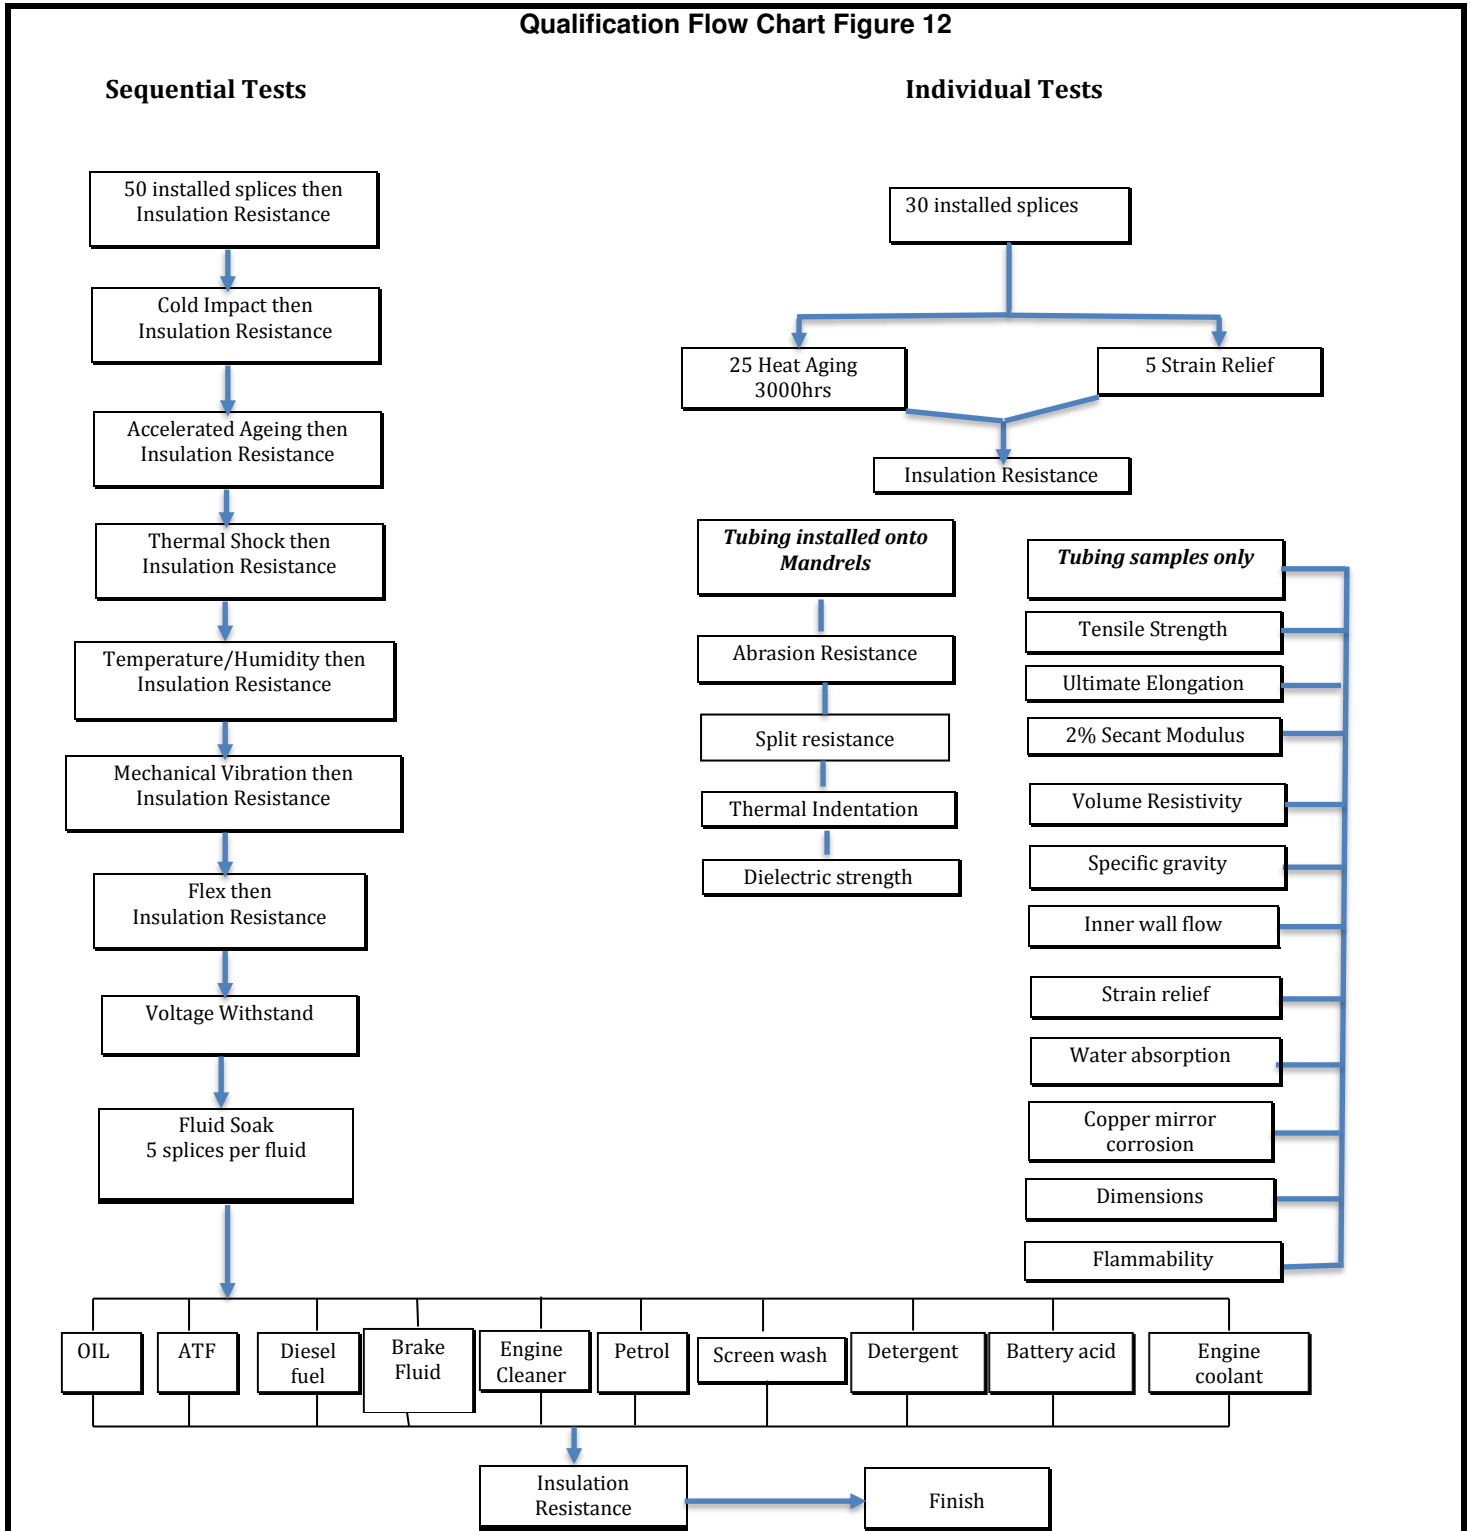 Qualification Flow Chart Figure 12
Sequential Tests
Individual Tests
50 installed splices then
Insulation Resistance
Cold Impact then
Insulation Resistance
Accelerated Ageing then
Insulation Resistance
Thermal Shock then
Insulation Resistance
Temperature/Humidity then
Insulation Resistance
Mechanical Vibration then
Insulation Resistance
Flex then
Insulation Resistance
Voltage Withstand
Fluid Soak
5 splices per fluid
OIL
ATF
Diesel
fuel
Brake
Fluid
Engine
Cleaner
Petrol
Screen wash
Detergent
Battery acid
Engine
coolant
Insulation
Resistance
Finish
30 installed splices
25 Heat Aging
3000hrs
5 Strain Relief
Insulation Resistance
Tubing installed onto
Mandrels
Abrasion Resistance
Split resistance
Thermal Indentation
Dielectric strength
Tubing samples only
Tensile Strength
Ultimate Elongation
2% Secant Modulus
Volume Resistivity
Specific gravity
Inner wall flow
Strain relief
Water absorption
Copper mirror
corrosion
Dimensions
Flammability